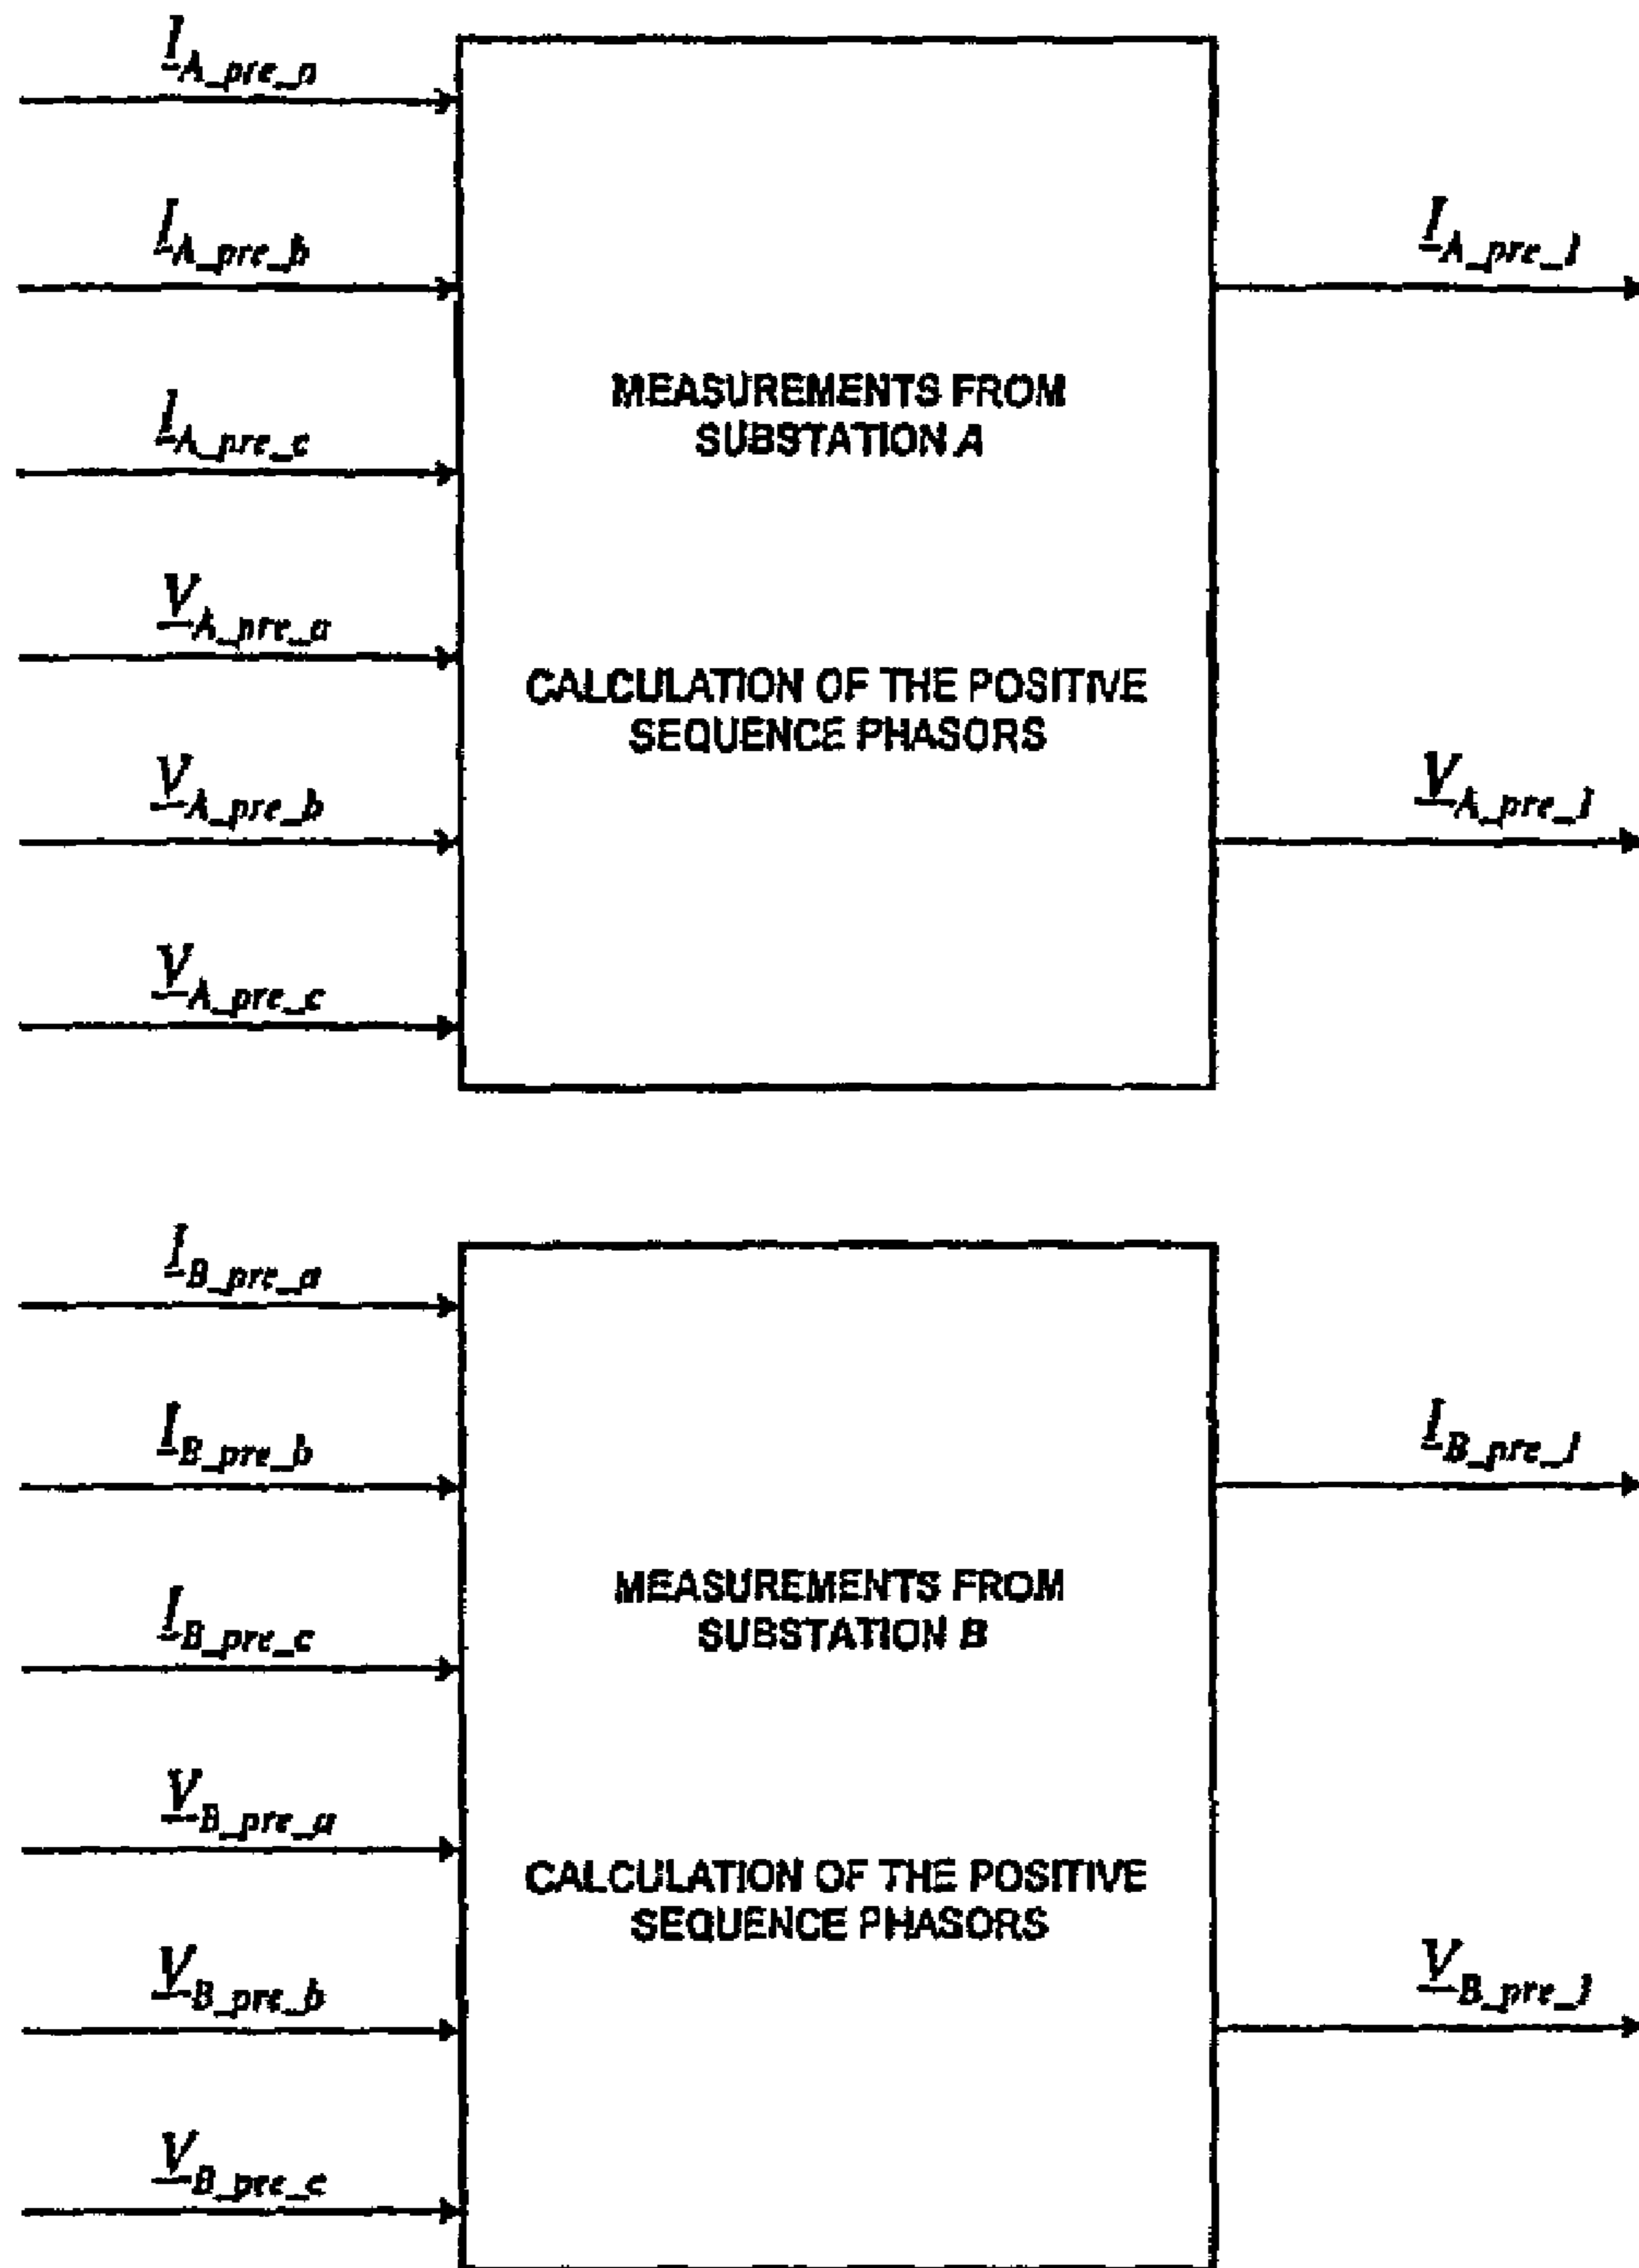 I_A_pre_a
I_A_pre_b
I_A_pre_c
V_A_pre_a
V_A_pre_b
V_A_pre_c
MEASUREMENTS FROM
SUBSTATION A
CALCULATION OF THE POSITIVE
SEQUENCE PHASORS
I_A_pre_1
V_A_pre_1
I_B_pre_a
I_B_pre_b
I_B_pre_c
V_B_pre_a
V_B_pre_b
V_B_pre_c
MEASUREMENTS FROM
SUBSTATION B
CALCULATION OF THE POSITIVE
SEQUENCE PHASORS
I_B_pre_1
V_B_pre_1